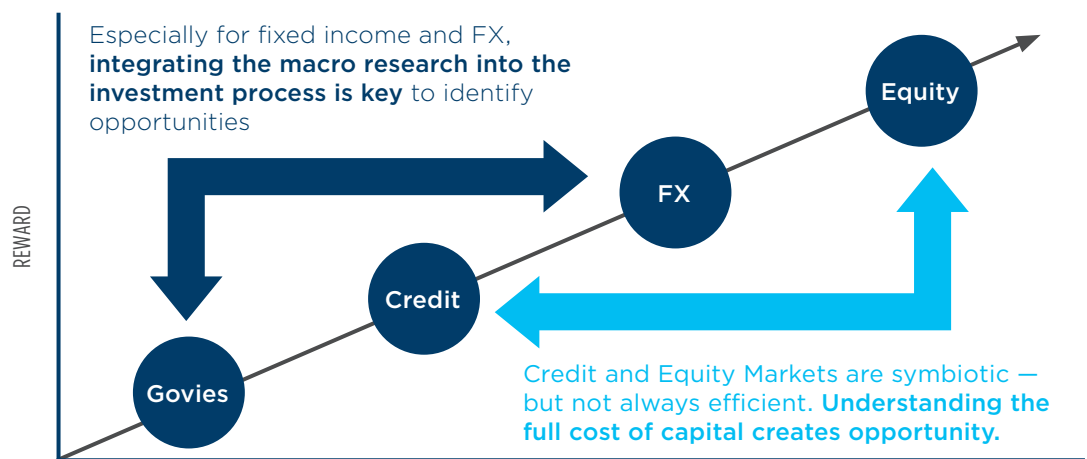 Especially for fixed income and FX,
integrating the macro research into the
investment process is key to identify
opportunities
Equity
FX
REWARD
Credit
Govies
Credit and Equity Markets are symbiotic —
but not always efficient. Understanding the
full cost of capital creates opportunity.